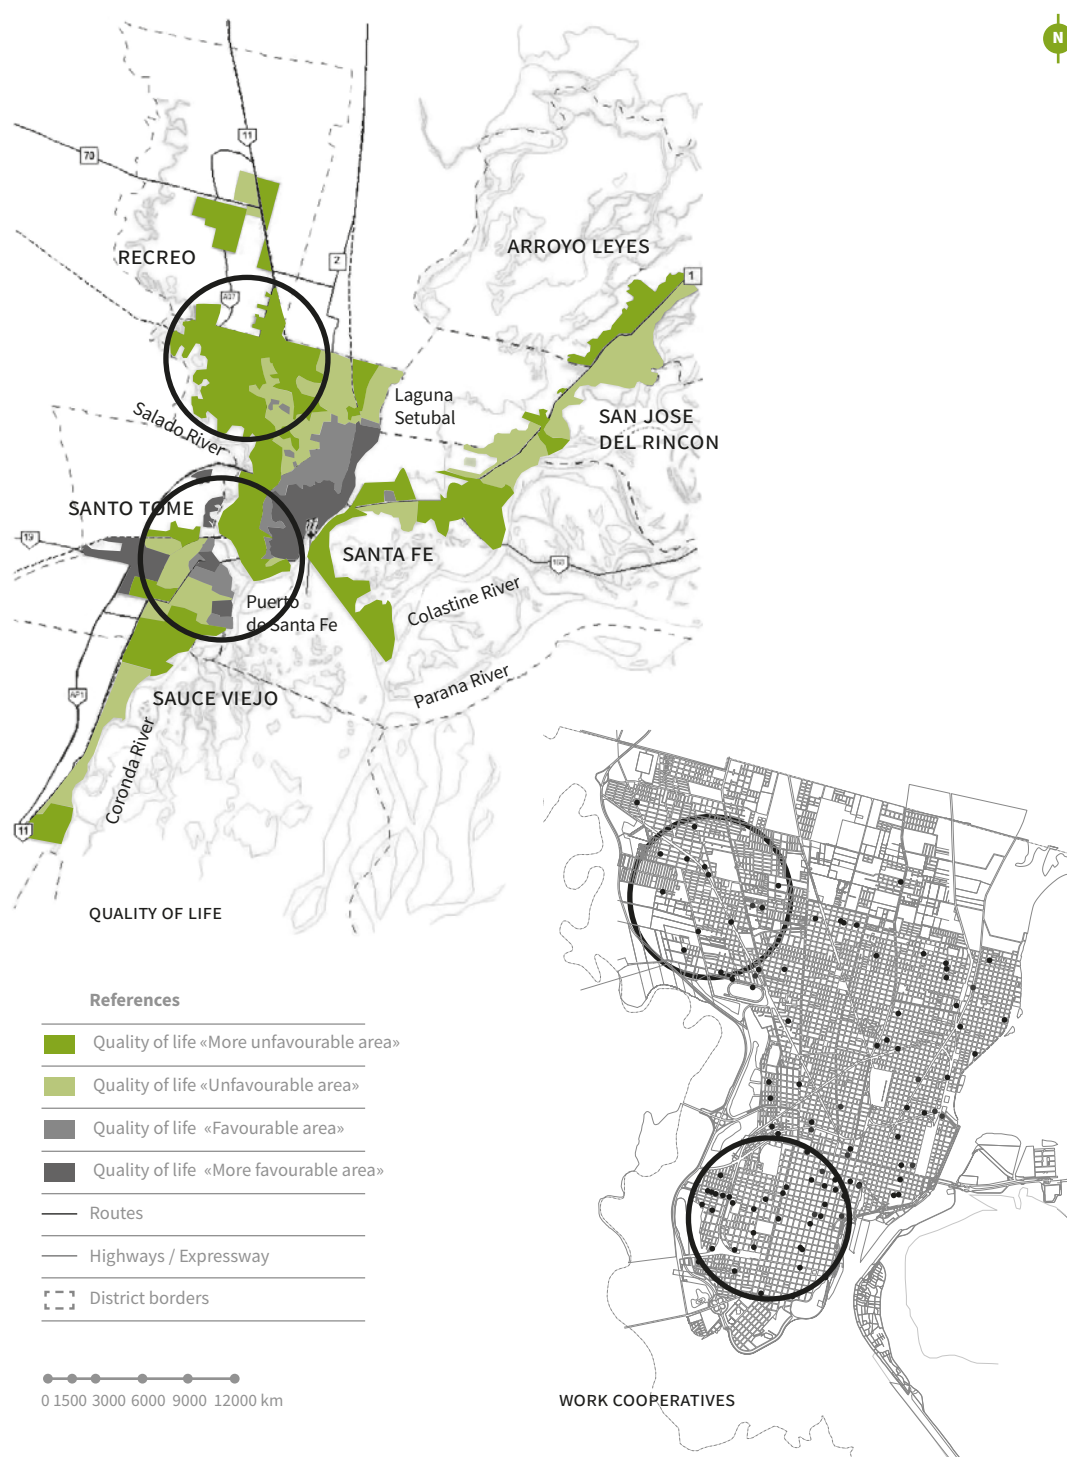 N
11
70
2
RECREO
ARROYO LEYES
1
A07
Laguna
Setubal
SAN JOSE
DEL RINCON
Salado River
SANTO TOME
19
SANTA FE
168
Puerto
de Santa Fe
Colastine River
Parana River
AP1
SAUCE VIEJO
Coronda River
11
QUALITY OF LIFE
References
Quality of life «More unfavourable area»
Quality of life «Unfavourable area»
Quality of life «Favourable area»
Quality of life «More favourable area»
Routes
Highways / Expressway
District borders
0 1500 3000 6000 9000 12000 km
WORK COOPERATIVES